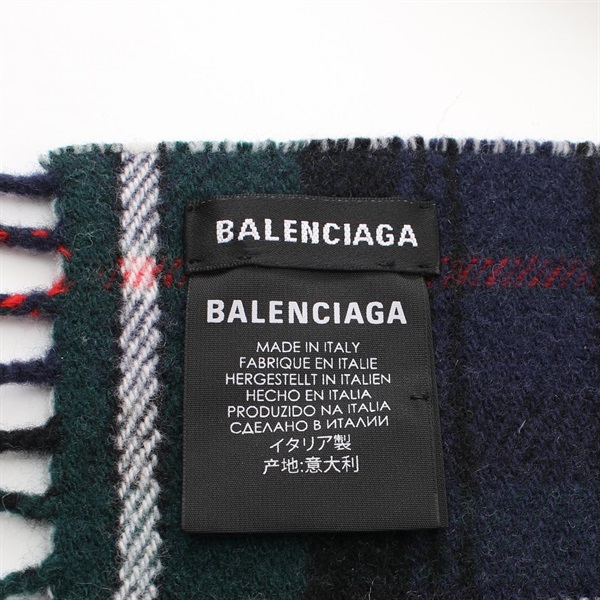 BALENCIAGA
BALENCIAGA
MADE IN ITALY
FABRIQUE EN ITALIE
HERGESTELLT IN ITALIEN
HECHO EN ITALIA
PRODUZIDO NA ITALIA
СДЕЛАНО В ИТАЛИИ
イタリア製
产地:意大利